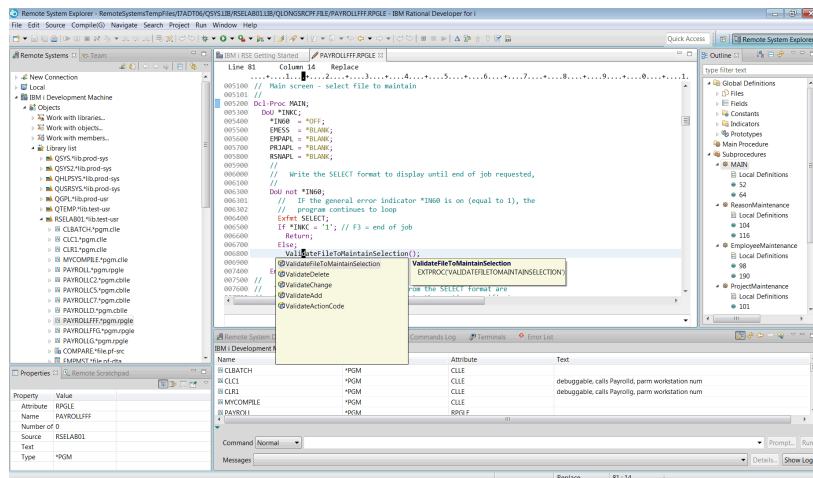 Remote System Explorer - RemoteSystemsTempFiles/I7ADT06/QSYS.LIB/RSELAB01.LIB/QLONGSRCPF.FILE/PAYROLLFFF.RPGLE - IBM Rational Developer for i
File Edit Source Compile(G) Navigate Search Project Run Window Help
Quick Access
Remote System Explorer
Remote Systems
Team
New Connection
Local
IBM i Development Machine
Objects
Work with libraries...
Work with objects...
Work with members...
Library list
QSYS.*lib.prod-sys
QSYS2.*lib.prod-sys
QHLPSYS.*lib.prod-sys
QUSRSYS.*lib.prod-sys
QGPL.*lib.prod-usr
QTEMP.*lib.test-usr
RSELAB01.*lib.test-usr
CLBATCH.*pgm.clle
CLC1.*pgm.clle
CLR1.*pgm.clle
MYCOMPILE.*pgm.clle
PAYROLL.*pgm.rpgle
PAYROLLC2.*pgm.cblle
PAYROLLC5.*pgm.cblle
PAYROLLC7.*pgm.cblle
PAYROLLD.*pgm.cblle
PAYROLLFFF.*pgm.rpgle
PAYROLLFFG.*pgm.rpgle
PAYROLLG.*pgm.rpgle
COMPARE.*file.pf-src
EMPMST.*file.pf-dta
Properties
Remote Scratchpad
Property Value
Attribute RPGLE
Name PAYROLLFFF
Number of 0
Source RSELAB01
Text
Type *PGM
IBM i RSE Getting Started
PAYROLLFFF.RPGLE
Line 81 Column 14 Replace
005100 // Main screen - select file to maintain
005101 //
005200 Dcl-Proc MAIN;
005300 DoU *INKC;
005400 *IN60 = *OFF;
005500 EMESS = *BLANK;
005600 EMPAPL = *BLANK;
005700 PRJAPL = *BLANK;
005800 RSNAPL = *BLANK;
005900 //
006000 // Write the SELECT format to display until end of job requested,
006100 //
006300 DoU not *IN60;
006301 // IF the general error indicator *IN60 is on (equal to 1), the
006302 // program continues to loop
006400 Exfmt SELECT;
006500 If *INKC = '1'; // F3 = end of job
006600 Return;
006700 Else;
006800 ValidateFileToMaintainSelection();
006900
007400
007500 //
007600 // from the SELECT format are
ValidateFileToMaintainSelection
ValidateDelete
ValidateChange
ValidateAdd
ValidateActionCode
ValidateFileToMaintainSelection
EXTPROC('VALIDATEFILETOMAINTAINSELECTION')
Outline
type filter text
Global Definitions
Files
Fields
Constants
Indicators
Prototypes
Main Procedure
Subprocedures
MAIN
Local Definitions
52
64
ReasonMaintenance
Local Definitions
104
116
EmployeeMaintenance
Local Definitions
98
190
ProjectMaintenance
Local Definitions
101
Remote System
Commands Log
Terminals
Error List
IBM i Development
Name Attribute Text
CLBATCH *PGM CLLE
CLC1 *PGM CLLE debuggable, calls Payrolld, parm workstation num
CLR1 *PGM CLLE debuggable, calls Payrollg, parm workstation num
MYCOMPILE *PGM CLLE
PAYROLL *PGM RPGLE
Command Normal Prompt... Run
Messages Details... Show Log
Replace 81 : 14